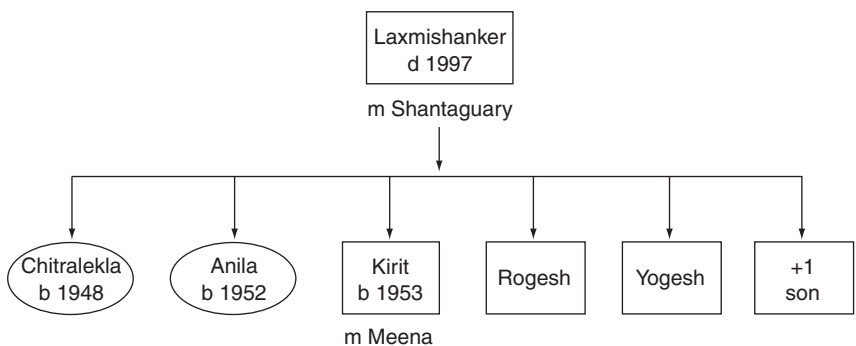 Laxmishanker
d 1997
m Shantaguary
Chitralekla
b 1948
Anila
b 1952
Kirit
b 1953
Rogesh
Yogesh
+1
son
m Meena